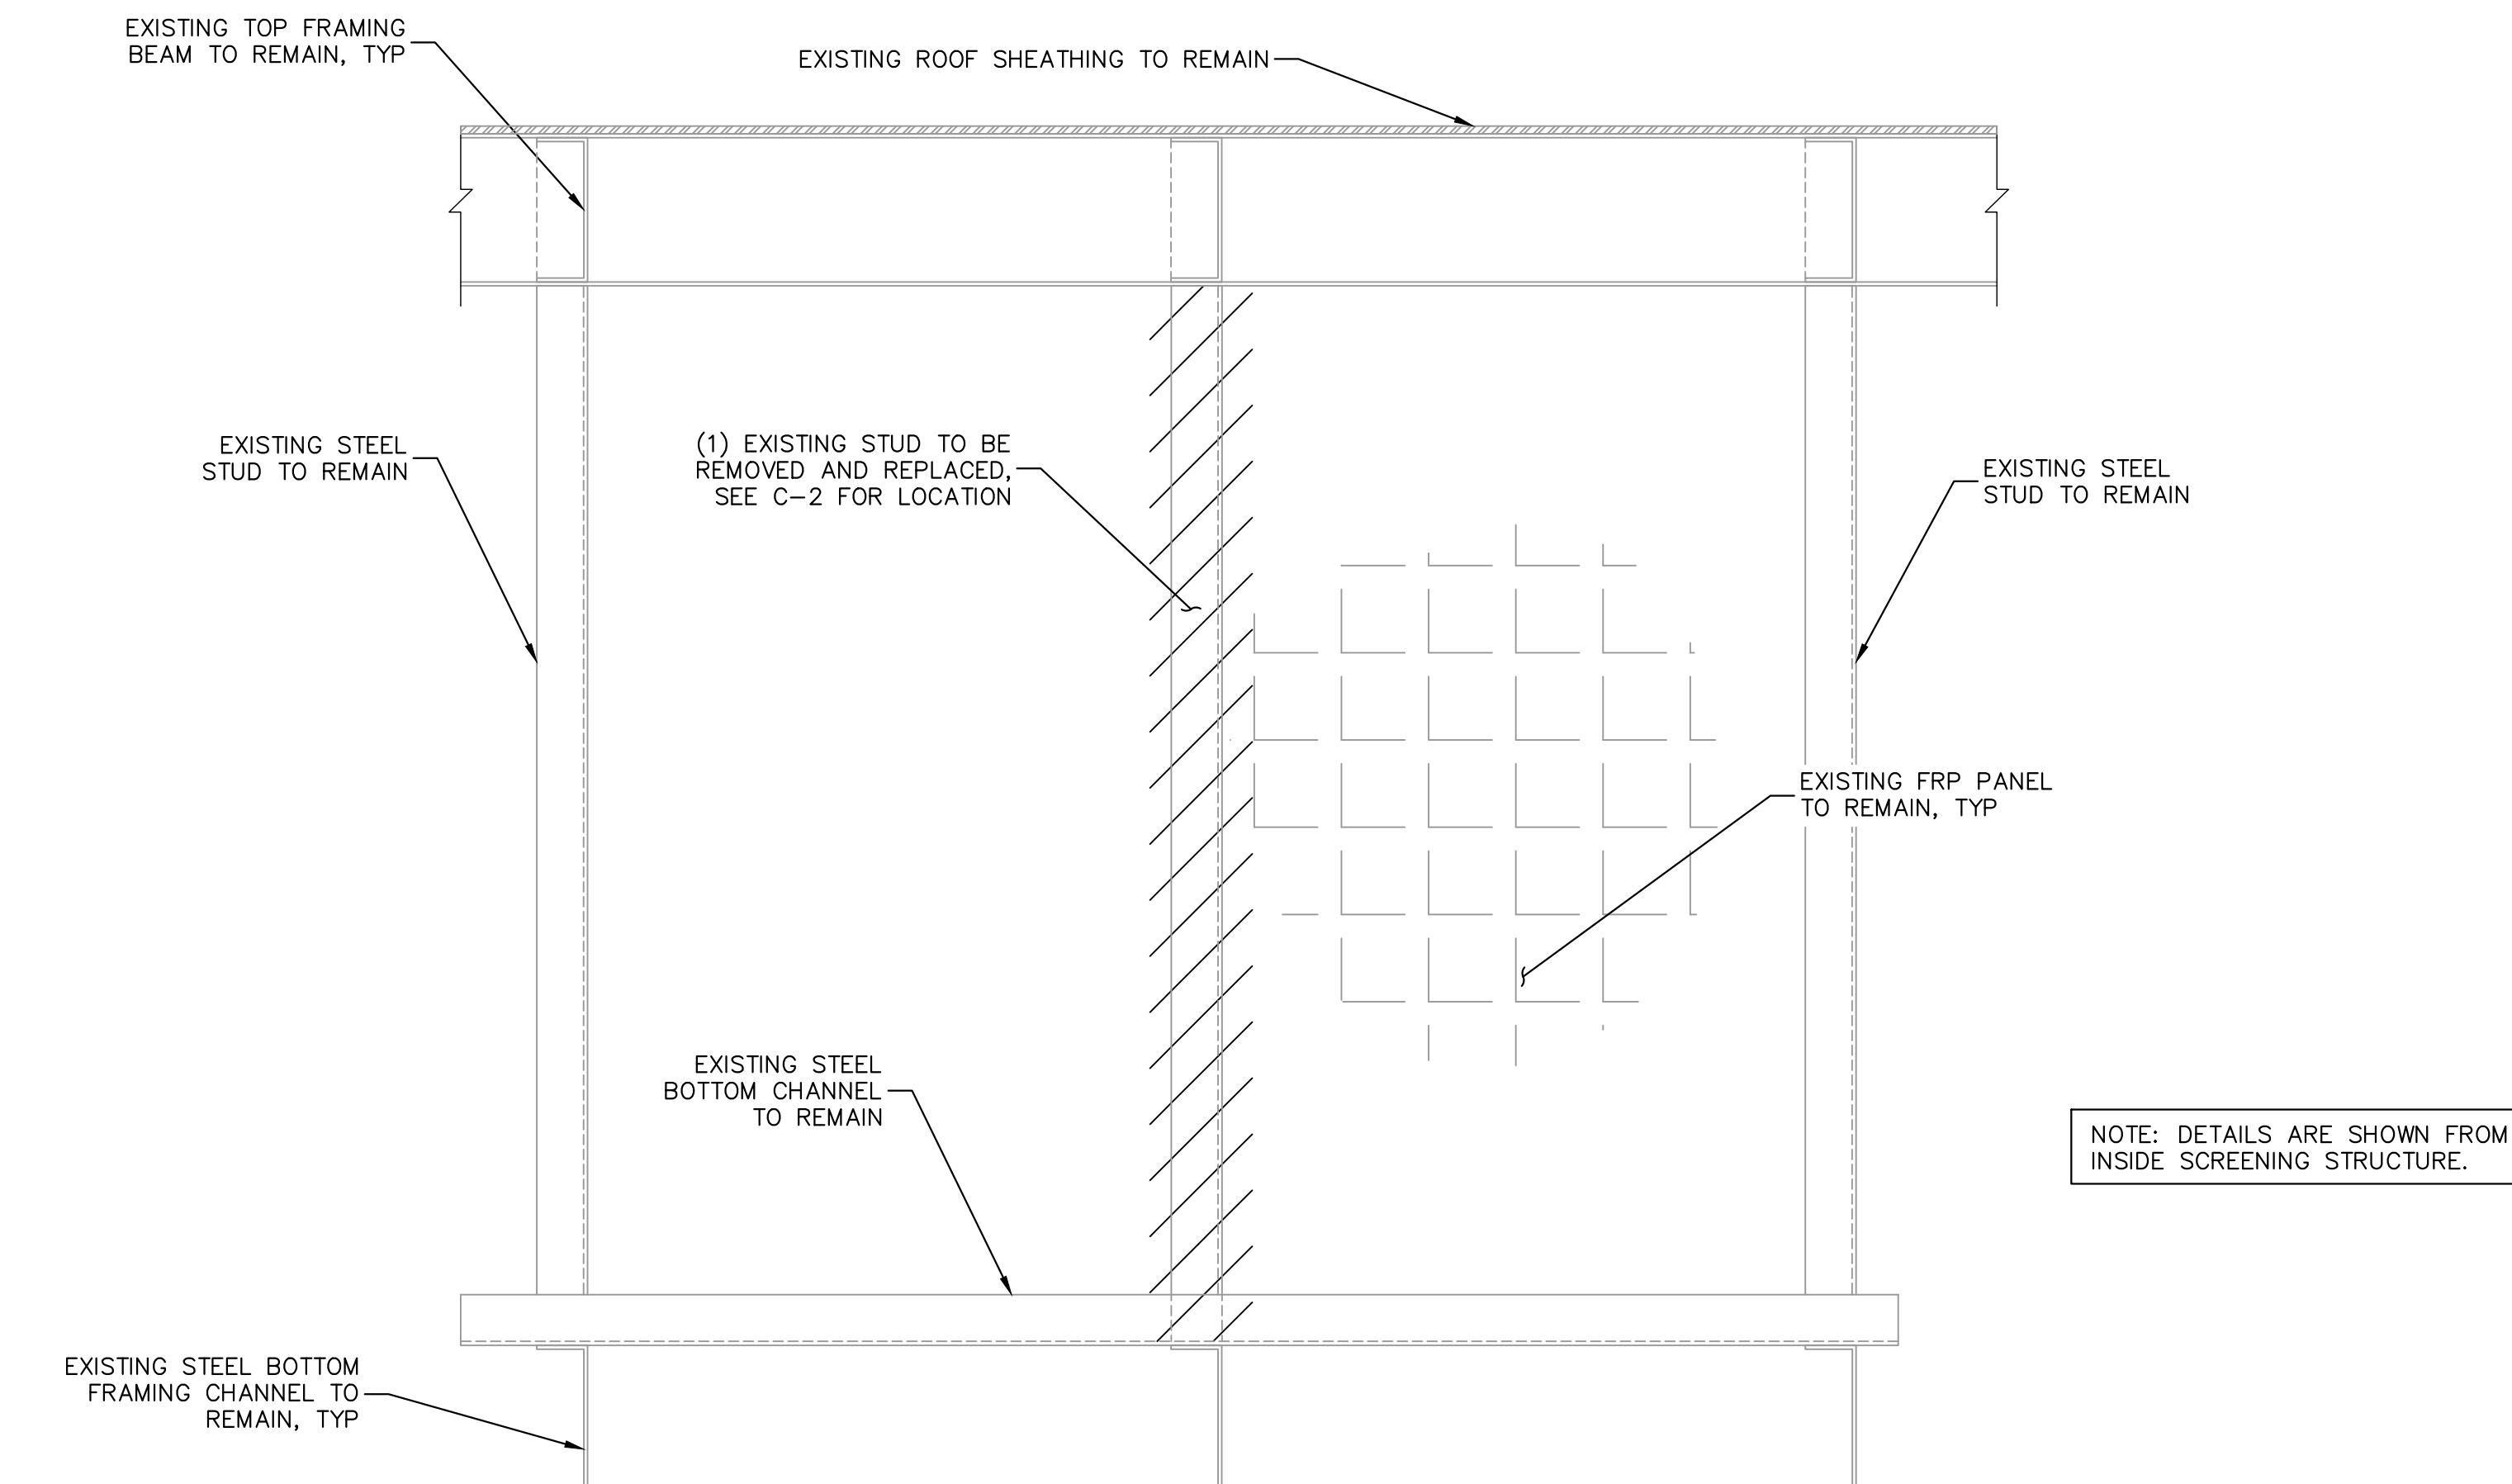 EXISTING TOP FRAMING
BEAM TO REMAIN, TYP
EXISTING ROOF SHEATHING TO REMAIN
EXISTING STEEL
STUD TO REMAIN
(1) EXISTING STUD TO BE
REMOVED AND REPLACED,
SEE C-2 FOR LOCATION
EXISTING STEEL
STUD TO REMAIN
EXISTING FRP PANEL
TO REMAIN, TYP
EXISTING STEEL
BOTTOM CHANNEL
TO REMAIN
NOTE: DETAILS ARE SHOWN FROM
INSIDE SCREENING STRUCTURE.
EXISTING STEEL BOTTOM
FRAMING CHANNEL TO
REMAIN, TYP